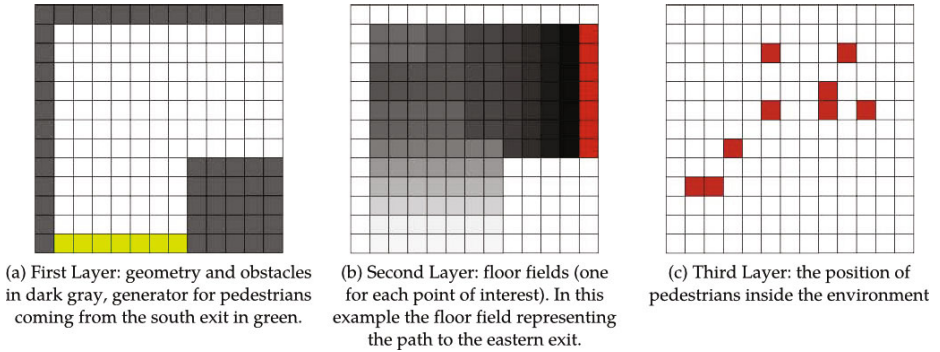 (a) First Layer: geometry and obstacles
in dark gray, generator for pedestrians
coming from the south exit in green.
(b) Second Layer: floor fields (one
for each point of interest). In this
example the floor field representing
the path to the eastern exit.
(c) Third Layer: the position of
pedestrians inside the environment